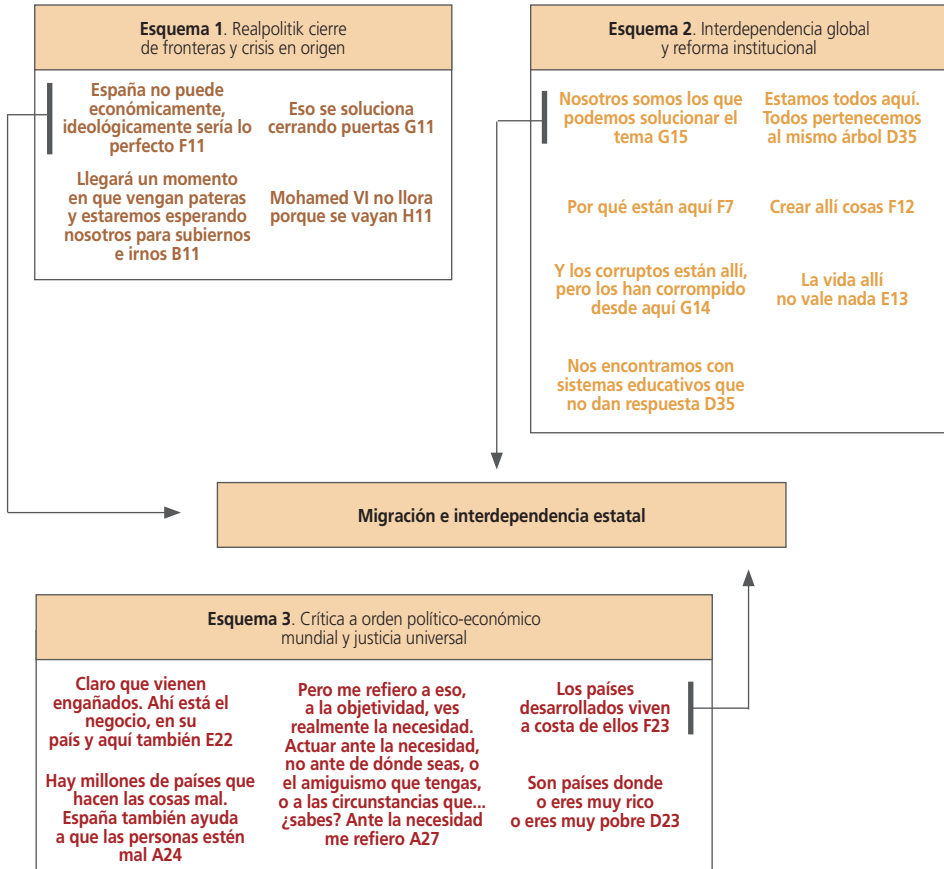 Esquema 1. Realpolitik cierre
de fronteras y crisis en origen
España no puede
económicamente,
ideológicamente sería lo
perfecto F11
Eso se soluciona
cerrando puertas G11
Llegará un momento
en que vengan pateras
y estaremos esperando
nosotros para subiernos
e irnos B11
Mohamed VI no llora
porque se vayan H11
Esquema 2. Interdependencia global
y reforma institucional
Nosotros somos los que
podemos solucionar el
tema G15
Estamos todos aquí.
Todos pertenecemos
al mismo árbol D35
Por qué están aquí F7
Crear allí cosas F12
Y los corruptos están allí,
pero los han corrompido
desde aquí G14
La vida allí
no vale nada E13
Nos encontramos con
sistemas educativos que
no dan respuesta D35
Migración e interdependencia estatal
Esquema 3. Crítica a orden político-económico
mundial y justicia universal
Claro que vienen
engañados. Ahí está el
negocio, en su
país y aquí también E22
Hay millones de países que
hacen las cosas mal.
España también ayuda
a que las personas estén
mal A24
Pero me refiero a eso,
a la objetividad, ves
realmente la necesidad.
Actuar ante la necesidad,
no ante de dónde seas, o
el amiguismo que tengas,
o a las circunstancias que...
¿sabes? Ante la necesidad
me refiero A27
Los países
desarrollados viven
a costa de ellos F23
Son países donde
o eres muy rico
o eres muy pobre D23